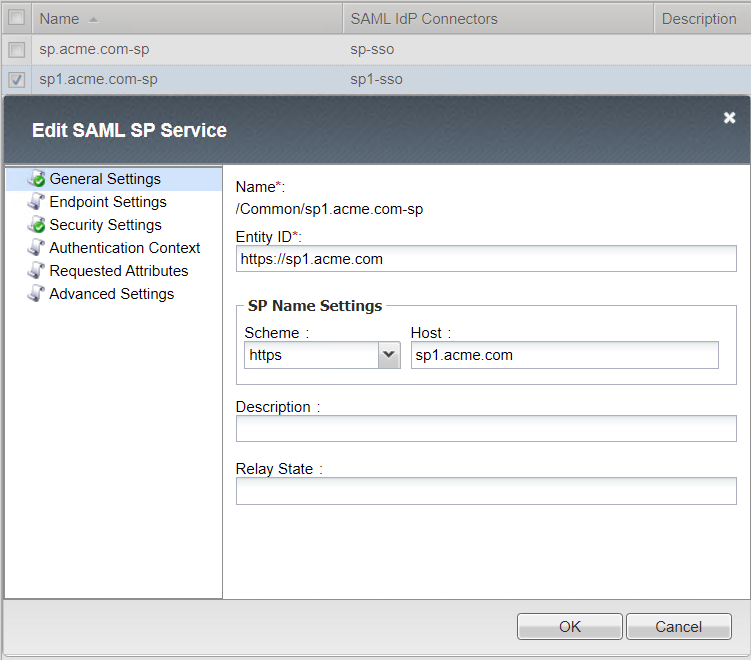 Name SAML IdP Connectors Description
sp.acme.com-sp sp-sso
sp1.acme.com-sp sp1-sso
Edit SAML SP Service
General Settings
Endpoint Settings
Security Settings
Authentication Context
Requested Attributes
Advanced Settings
Name*:
/Common/sp1.acme.com-sp
Entity ID*:
https://sp1.acme.com
SP Name Settings
Scheme : Host :
https sp1.acme.com
Description :
Relay State :
OK Cancel